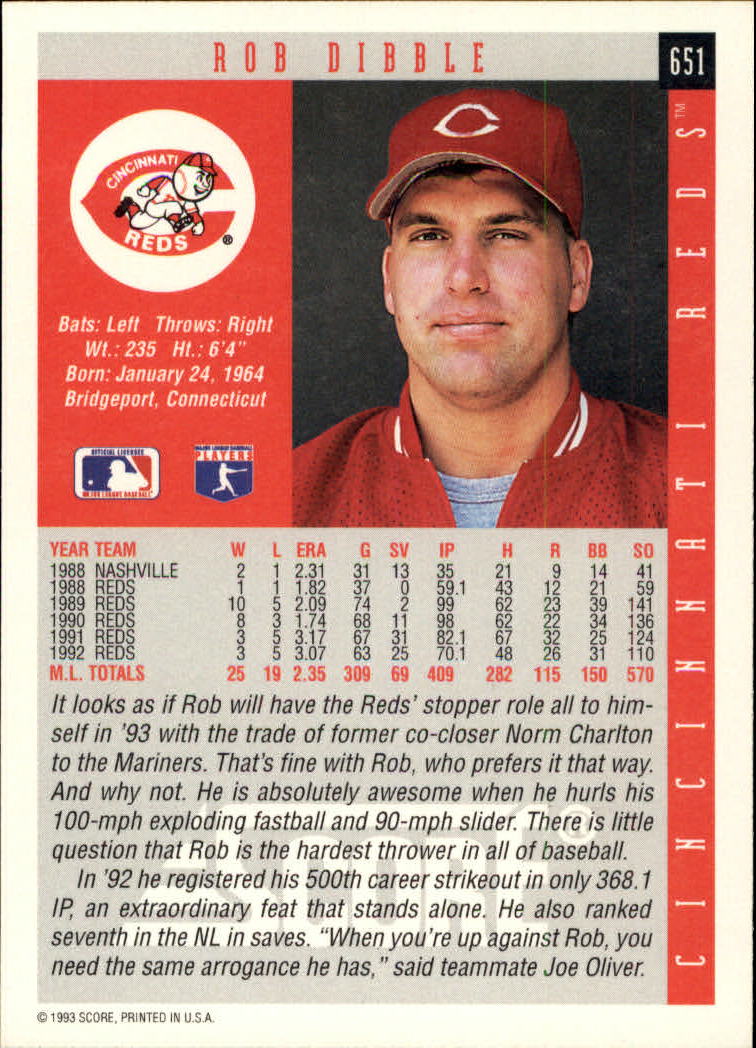 ROB DIBBLE
651
CINCINNATI REDS™
CINCINNATI
REDS
®
Bats: Left Throws: Right
Wt.: 235 Ht.: 6'4"
Born: January 24, 1964
Bridgeport, Connecticut
OFFICIAL LICENSEE
MAJOR LEAGUE BASEBALL
MAJOR LEAGUE BASEBALL
PLAYERS
YEAR TEAM W L ERA G SV IP H R BB SO
1988 NASHVILLE 2 1 2.31 31 13 35 21 9 14 41
1988 REDS 1 1 1.82 37 0 59.1 43 12 21 59
1989 REDS 10 5 2.09 74 2 99 62 23 39 141
1990 REDS 8 3 1.74 68 11 98 62 22 34 136
1991 REDS 3 5 3.17 67 31 82.1 67 32 25 124
1992 REDS 3 5 3.07 63 25 70.1 48 26 31 110
M.L. TOTALS 25 19 2.35 309 69 409 282 115 150 570
It looks as if Rob will have the Reds' stopper role all to him-
self in '93 with the trade of former co-closer Norm Charlton
to the Mariners. That's fine with Rob, who prefers it that way.
And why not. He is absolutely awesome when he hurls his
100-mph exploding fastball and 90-mph slider. There is little
question that Rob is the hardest thrower in all of baseball.
In '92 he registered his 500th career strikeout in only 368.1
IP, an extraordinary feat that stands alone. He also ranked
seventh in the NL in saves. "When you're up against Rob, you
need the same arrogance he has," said teammate Joe Oliver.
SCORE®
© 1993 SCORE, PRINTED IN U.S.A.